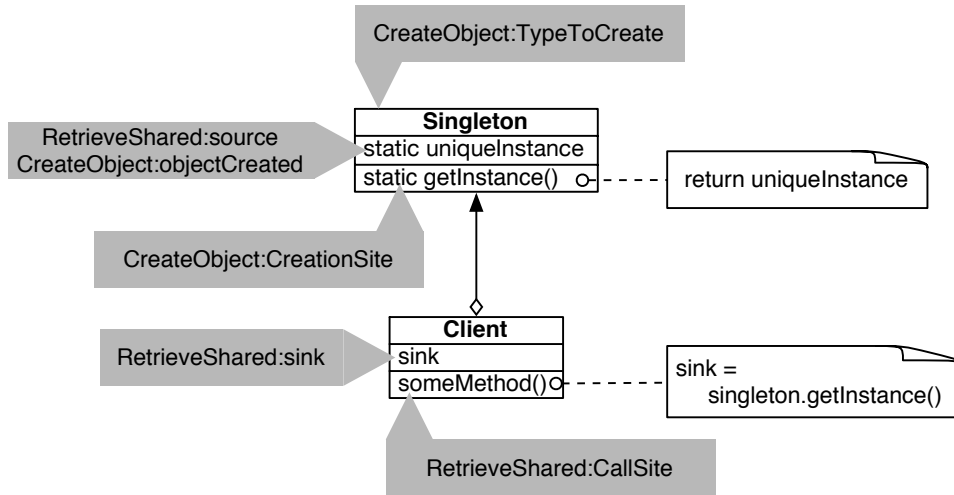 CreateObject:TypeToCreate
Singleton
RetrieveShared:source
CreateObject:objectCreated
static uniqueInstance
static getInstance()
return uniqueInstance
CreateObject:CreationSite
Client
RetrieveShared:sink
sink
someMethod()
sink =
singleton.getInstance()
RetrieveShared:CallSite